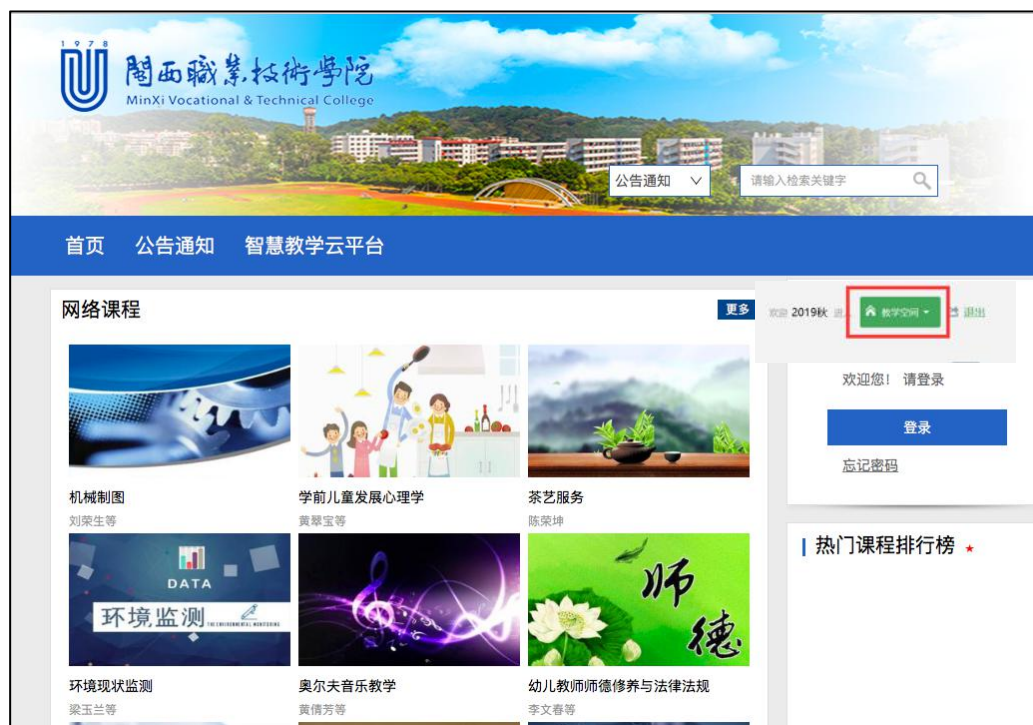 1978
閩西職業技術學院
MinXi Vocational & Technical College
公告通知
请输入检索关键字
首页 公告通知 智慧教学云平台
网络课程
更多
欢迎 2019秋 进入 教学空间 退出
欢迎您！ 请登录
登录
忘记密码
机械制图
刘荣生等
学前儿童发展心理学
黄翠宝等
茶艺服务
陈荣坤
热门课程排行榜
DATA
环境监测
THE ENVIRONMENTAL MONITORING
师德
环境现状监测
梁玉兰等
奥尔夫音乐教学
黄倩芳等
幼儿教师师德修养与法律法规
李文春等